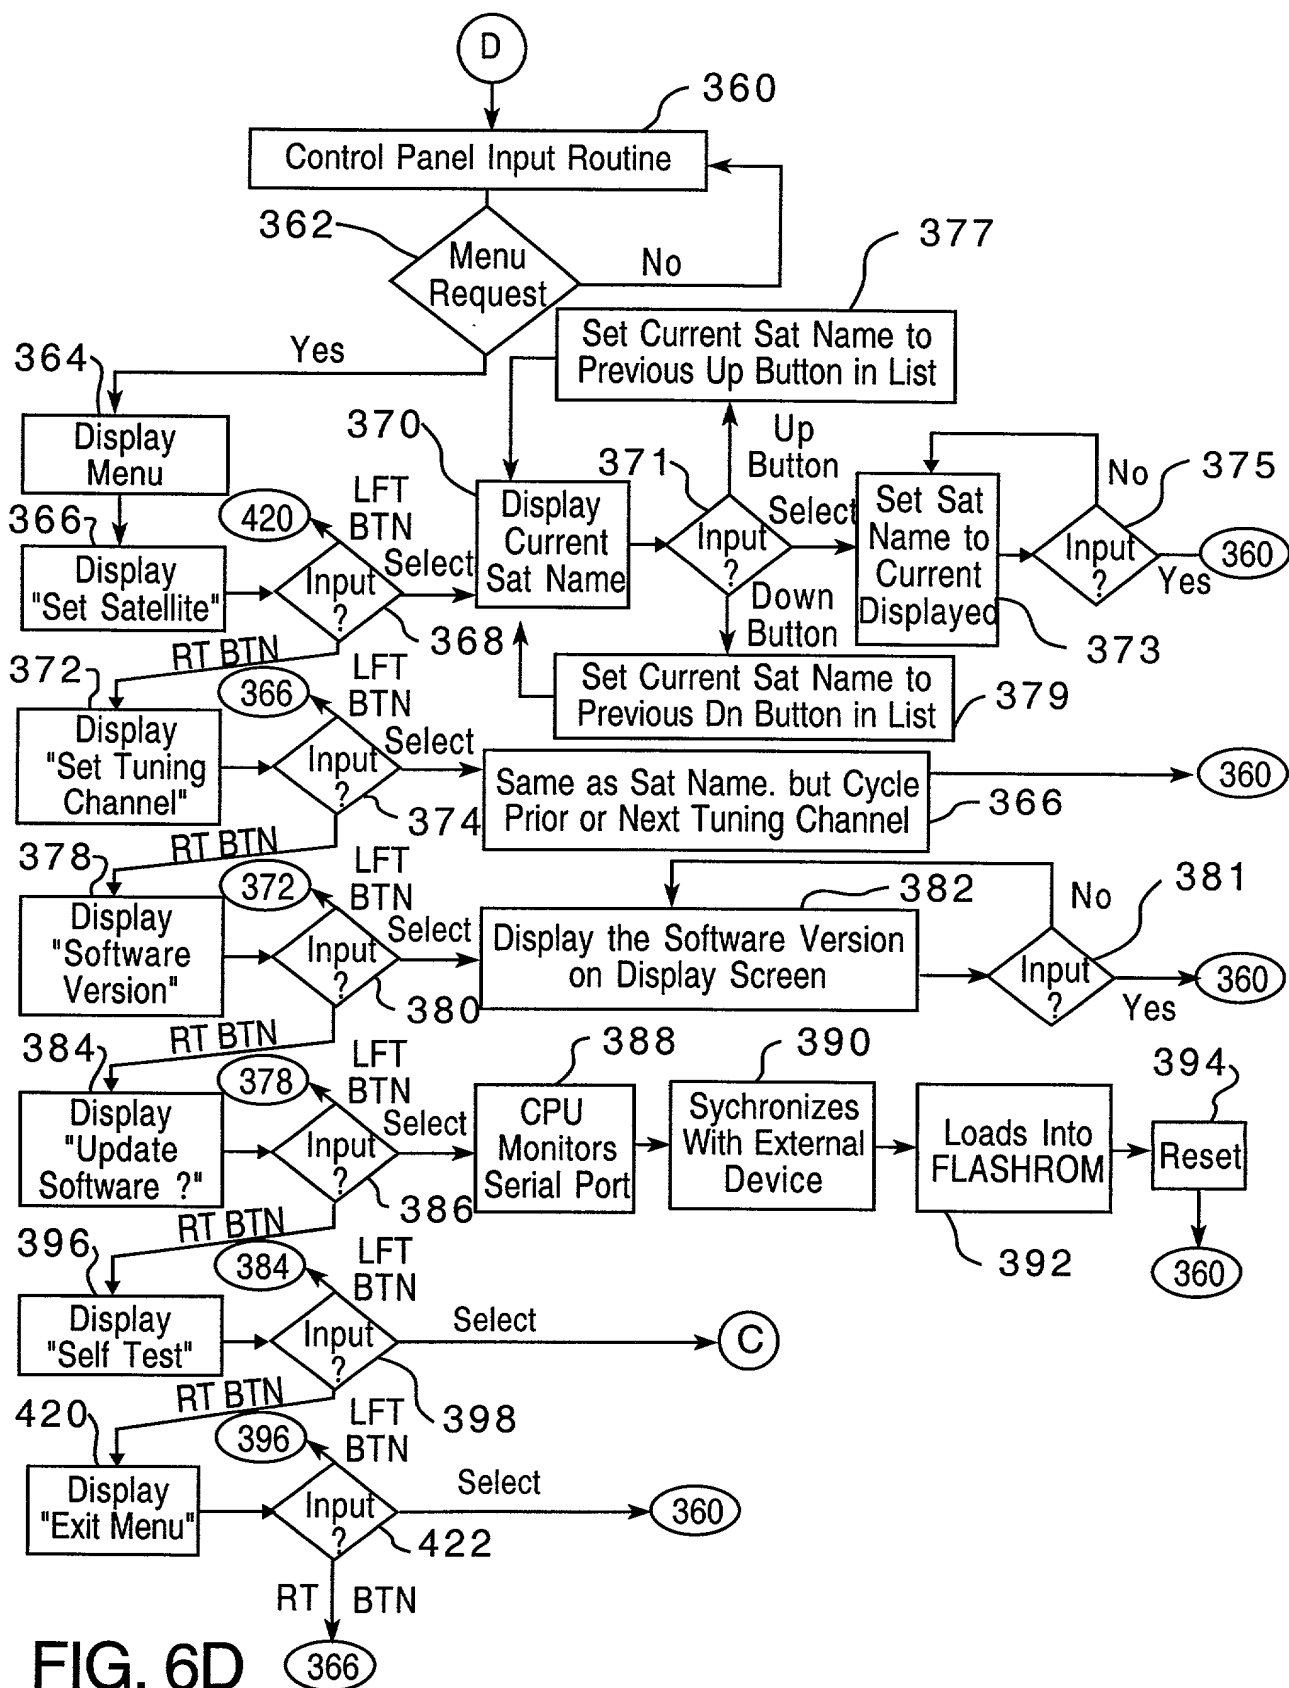 D
360
Control Panel Input Routine
362
Menu
Request
No
Yes
377
Set Current Sat Name to
Previous Up Button in List
364
Display
Menu
370
Display
Current
Sat Name
371
Input
?
Up
Button
Select
Down
Button
Set Sat
Name to
Current
Displayed
373
No
375
Input
?
Yes
360
366
Display
"Set Satellite"
420
LFT
BTN
Input
?
Select
368
RT BTN
Set Current Sat Name to
Previous Dn Button in List
379
372
Display
"Set Tuning
Channel"
366
LFT
BTN
Input
?
Select
374
Same as Sat Name. but Cycle
Prior or Next Tuning Channel
366
360
RT BTN
378
Display
"Software
Version"
372
LFT
BTN
Input
?
Select
380
382
Display the Software Version
on Display Screen
No
381
Input
?
Yes
360
RT BTN
384
Display
"Update
Software ?"
378
LFT
BTN
Input
?
Select
386
388
CPU
Monitors
Serial Port
390
Sychronizes
With External
Device
Loads Into
FLASHROM
392
394
Reset
360
RT BTN
396
Display
"Self Test"
384
LFT
BTN
Input
?
Select
398
C
RT BTN
420
Display
"Exit Menu"
396
LFT
BTN
Input
?
Select
422
360
RT BTN
366
FIG. 6D